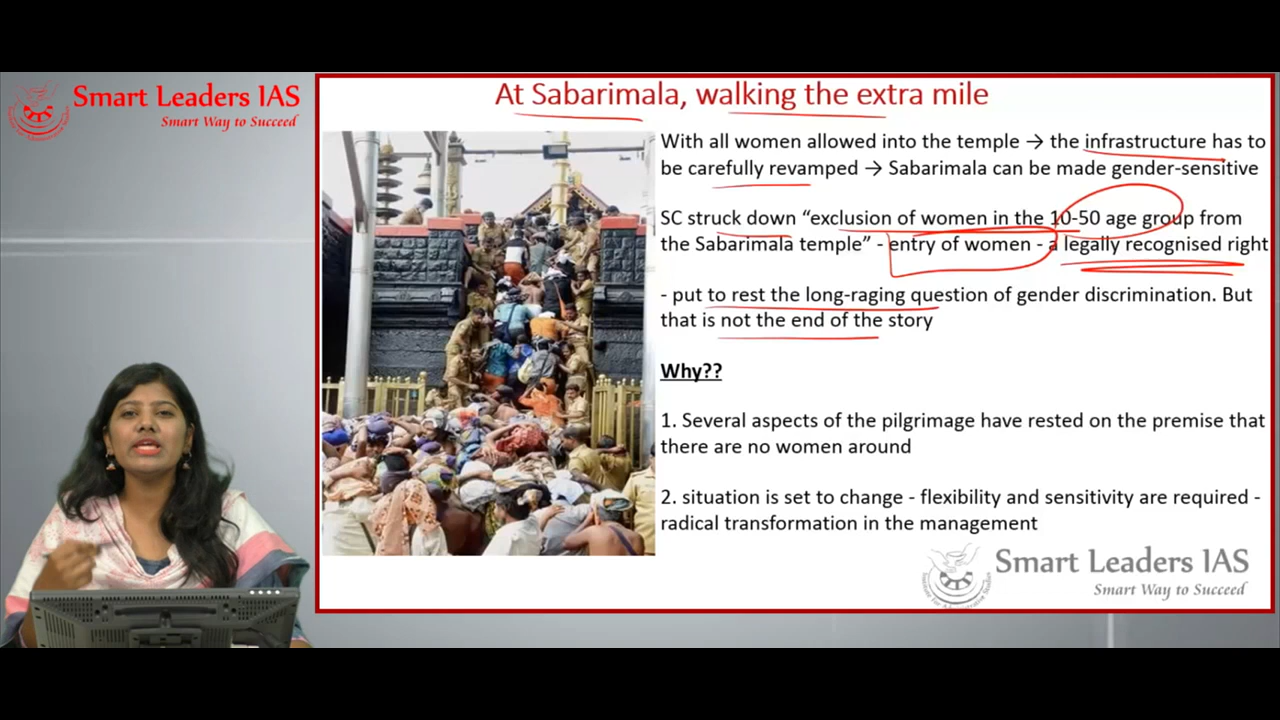 Smart Leaders IAS
Smart Way to Succeed
At Sabarimala, walking the extra mile
With all women allowed into the temple → the infrastructure has to
be carefully revamped → Sabarimala can be made gender-sensitive
SC struck down “exclusion of women in the 10-50 age group from
the Sabarimala temple” - entry of women - a legally recognised right
- put to rest the long-raging question of gender discrimination. But
that is not the end of the story
Why??
1. Several aspects of the pilgrimage have rested on the premise that
there are no women around
2. situation is set to change - flexibility and sensitivity are required -
radical transformation in the management
Smart Leaders IAS
Smart Way to Succeed